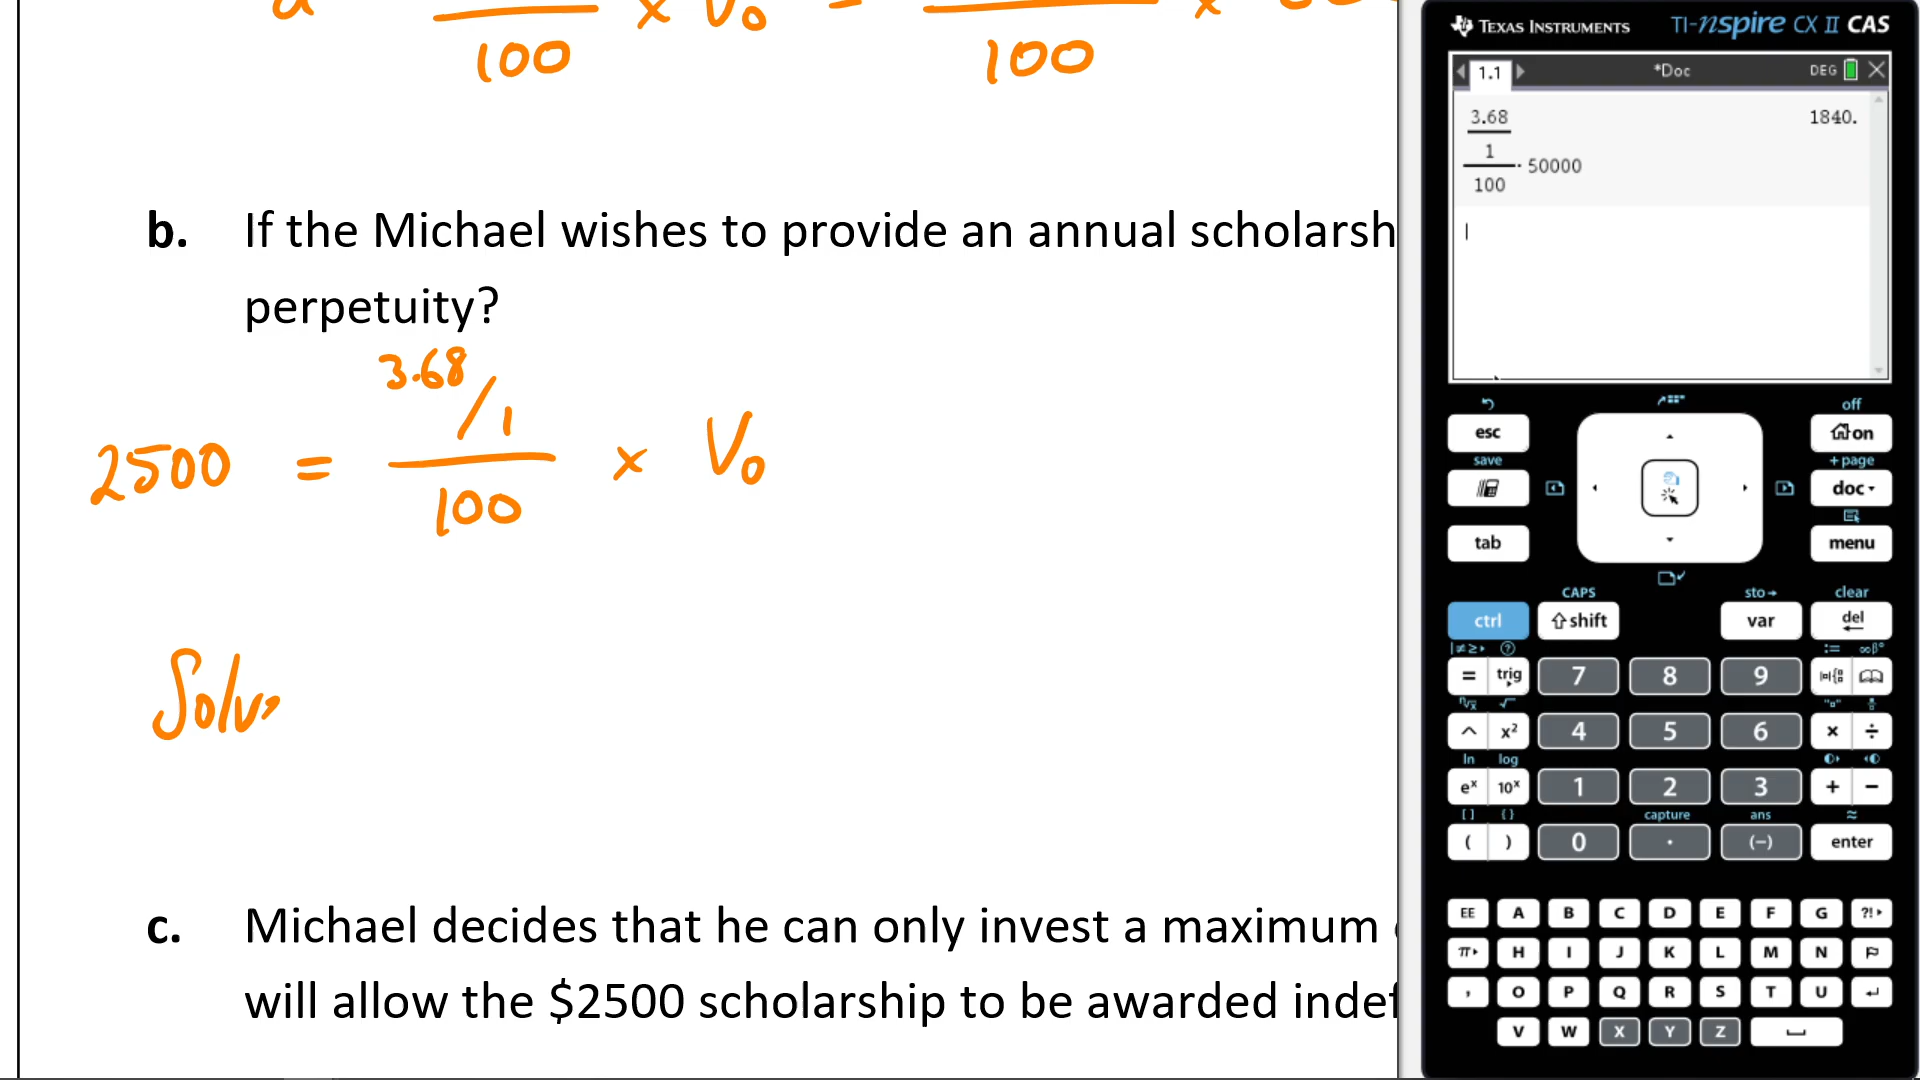 100 × V₀ = 100 ×
b. If the Michael wishes to provide an annual scholarsh
perpetuity?
2500 = 3.68/1 / 100 × V₀
Solv
c. Michael decides that he can only invest a maximum
will allow the $2500 scholarship to be awarded indef
TEXAS INSTRUMENTS TI-nspire CX II CAS
1.1 *Doc DEG
3.68 1840.
1
100 · 50000
off
esc on
save +page
doc
tab menu
CAPS sto→ clear
ctrl shift var del
= trig 7 8 9
^ x² 4 5 6 × ÷
ln log
eˣ 10ˣ 1 2 3 + −
[ ] { } capture ans ≈
( ) 0 . (−) enter
EE A B C D E F G ?!
π H I J K L M N
, O P Q R S T U
V W X Y Z